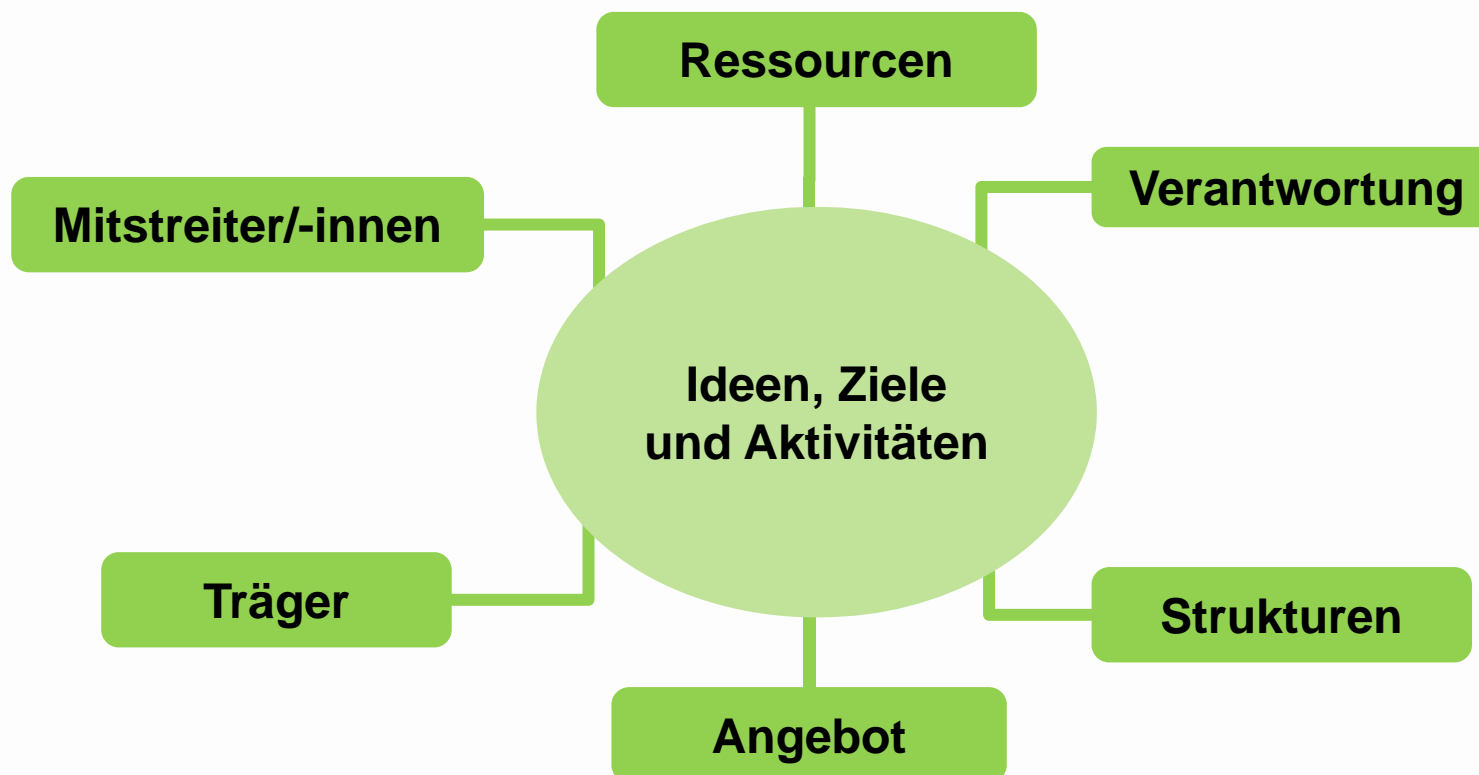 Ressourcen
Verantwortung
Mitstreiter/-innen
Ideen, Ziele
und Aktivitäten
Träger
Strukturen
Angebot